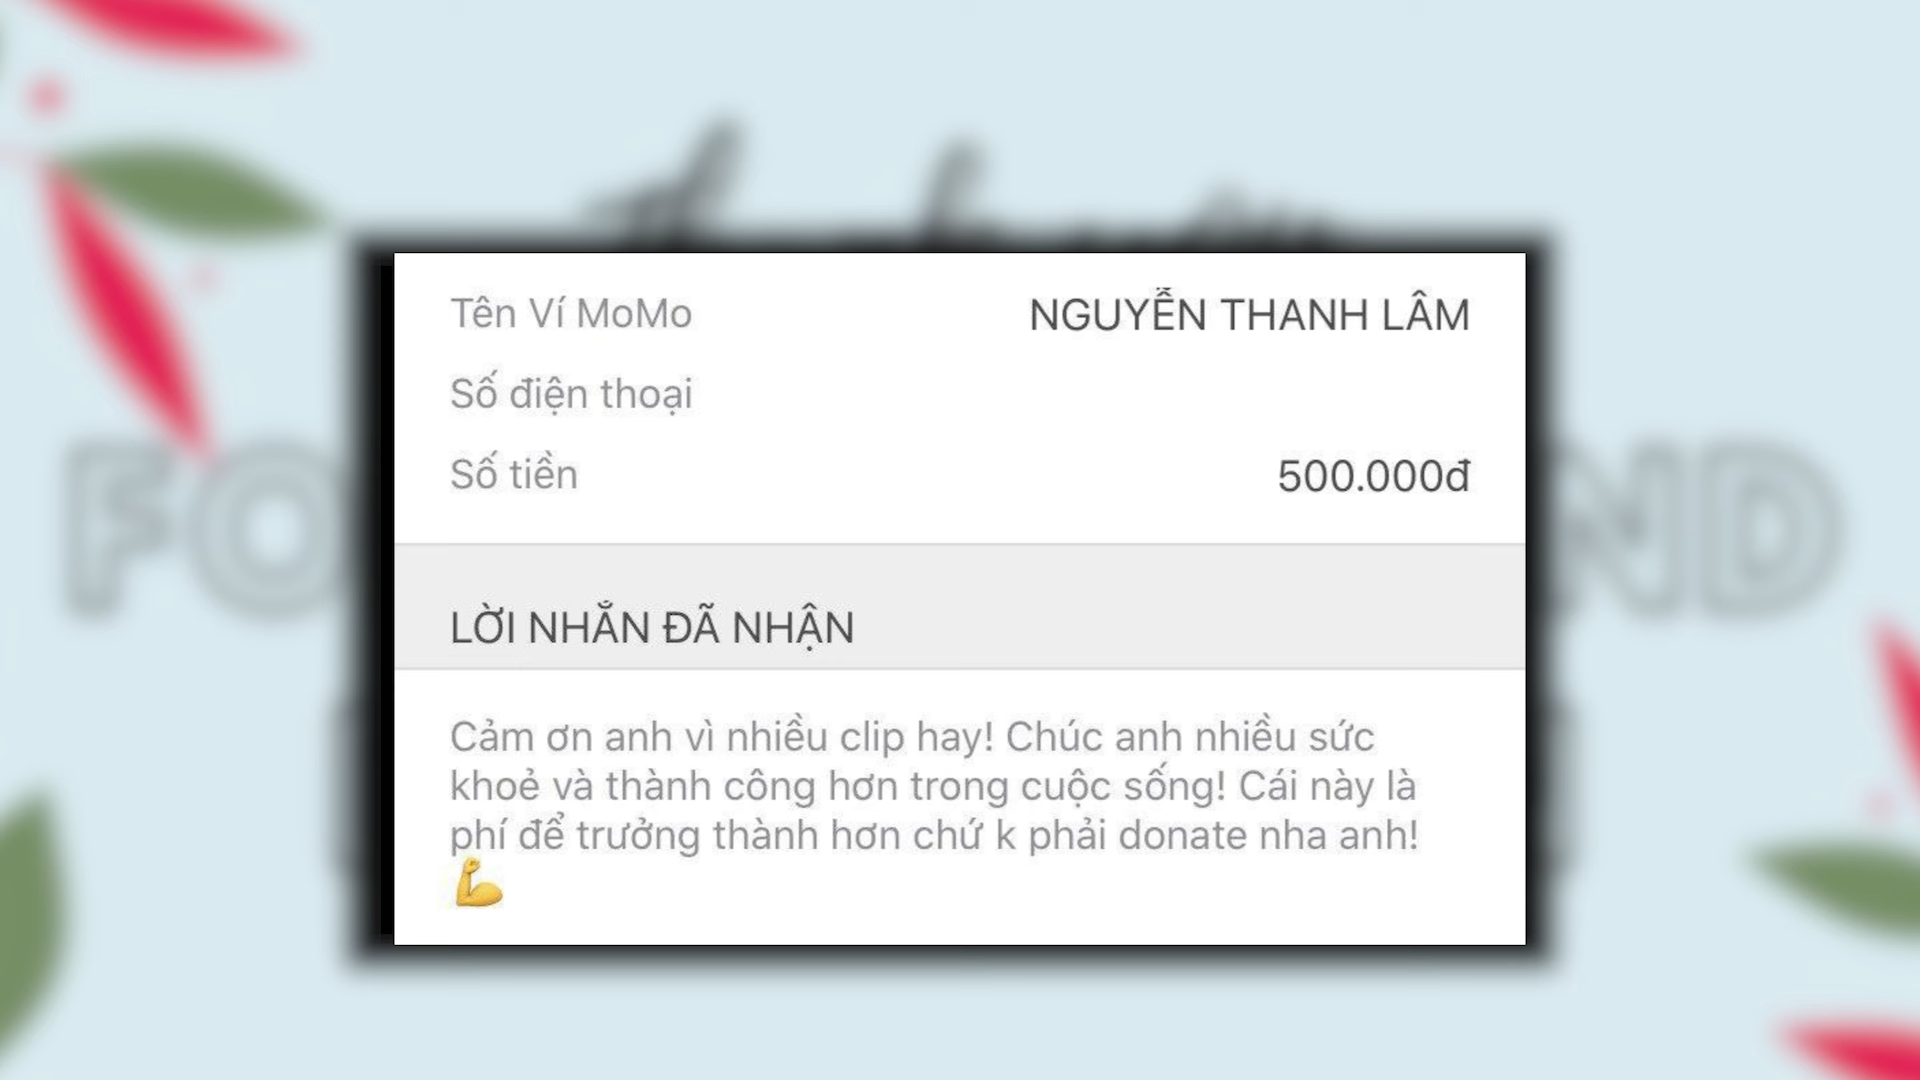 Tên Ví MoMo NGUYỄN THANH LÂM
Số điện thoại
Số tiền 500.000đ
LỜI NHẮN ĐÃ NHẬN
Cảm ơn anh vì nhiều clip hay! Chúc anh nhiều sức
khoẻ và thành công hơn trong cuộc sống! Cái này là
phí để trưởng thành hơn chứ k phải donate nha anh!
💪